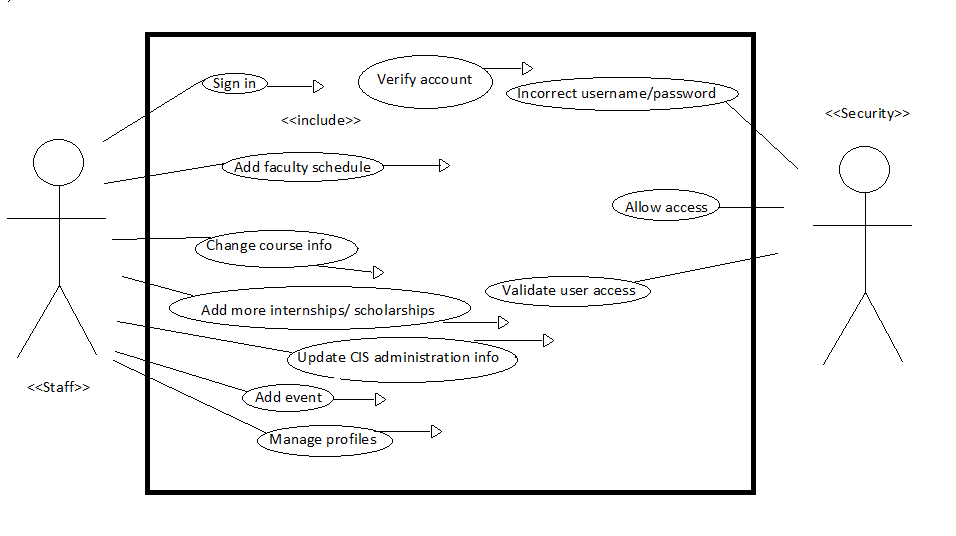 Sign in
Verify account
Incorrect username/password
<<Security>>
<<include>>
Add faculty schedule
Allow access
Change course info
Validate user access
Add more internships/ scholarships
Update CIS administration info
<<Staff>>
Add event
Manage profiles